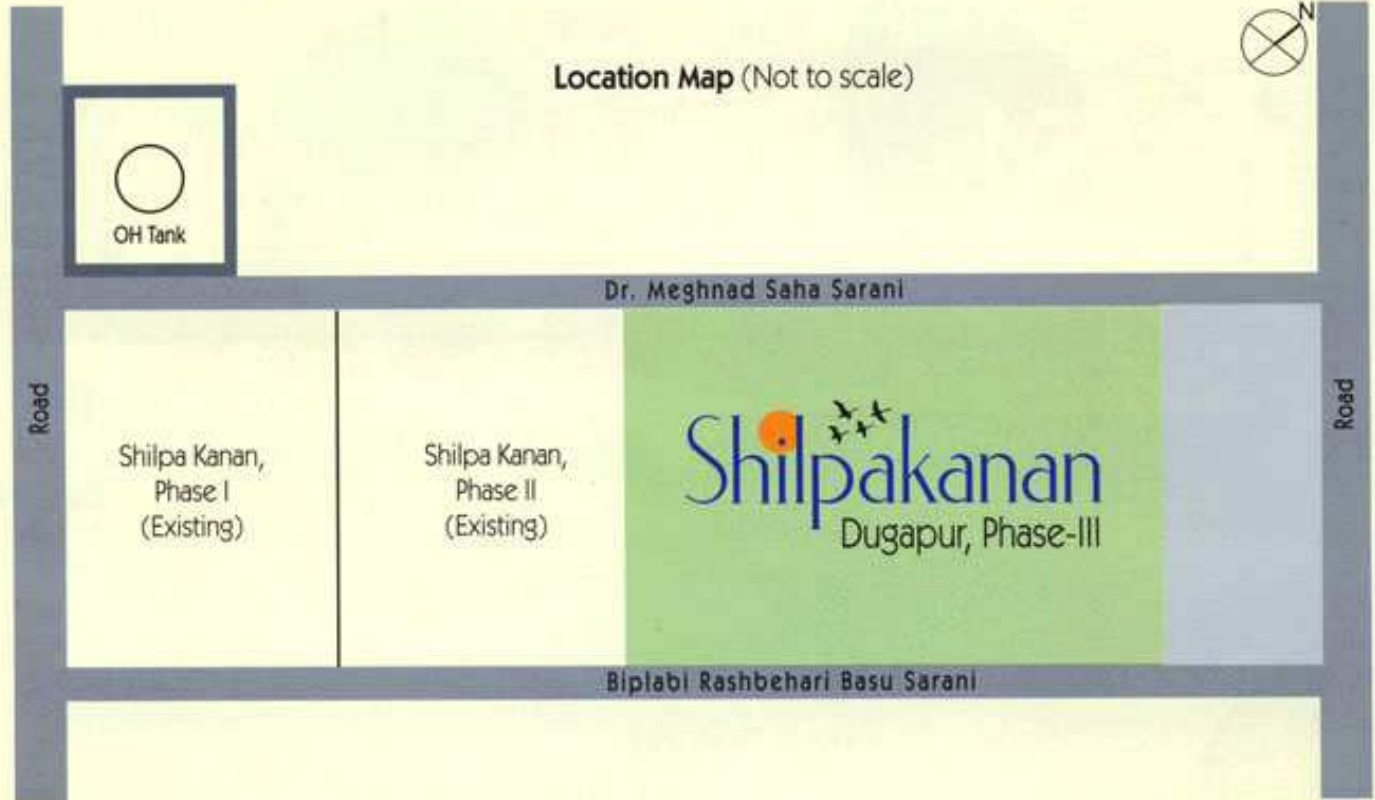 N
Location Map (Not to scale)
OH Tank
Dr. Meghnad Saha Sarani
Road
Shilpa Kanan,
Phase I
(Existing)
Shilpa Kanan,
Phase II
(Existing)
Shilpakanan
Dugapur, Phase-III
Road
Biplabi Rashbehari Basu Sarani